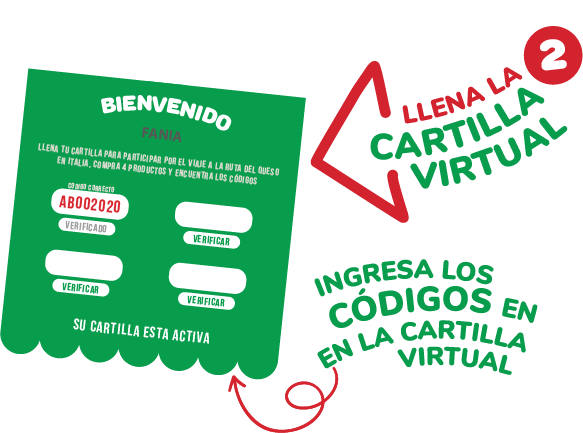 BIENVENIDO
FANIA
LLENA TU CARTILLA PARA PARTICIPAR POR EL VIAJE A LA RUTA DEL QUESO
EN ITALIA, COMPRA 4 PRODUCTOS Y ENCUENTRA LOS CÓDIGOS
CÓDIGO CORRECTO
AB002020
VERIFICADO
VERIFICAR
VERIFICAR
VERIFICAR
SU CARTILLA ESTA ACTIVA
2
LLENA LA
CARTILLA
VIRTUAL
INGRESA LOS
CÓDIGOS EN
EN LA CARTILLA
VIRTUAL